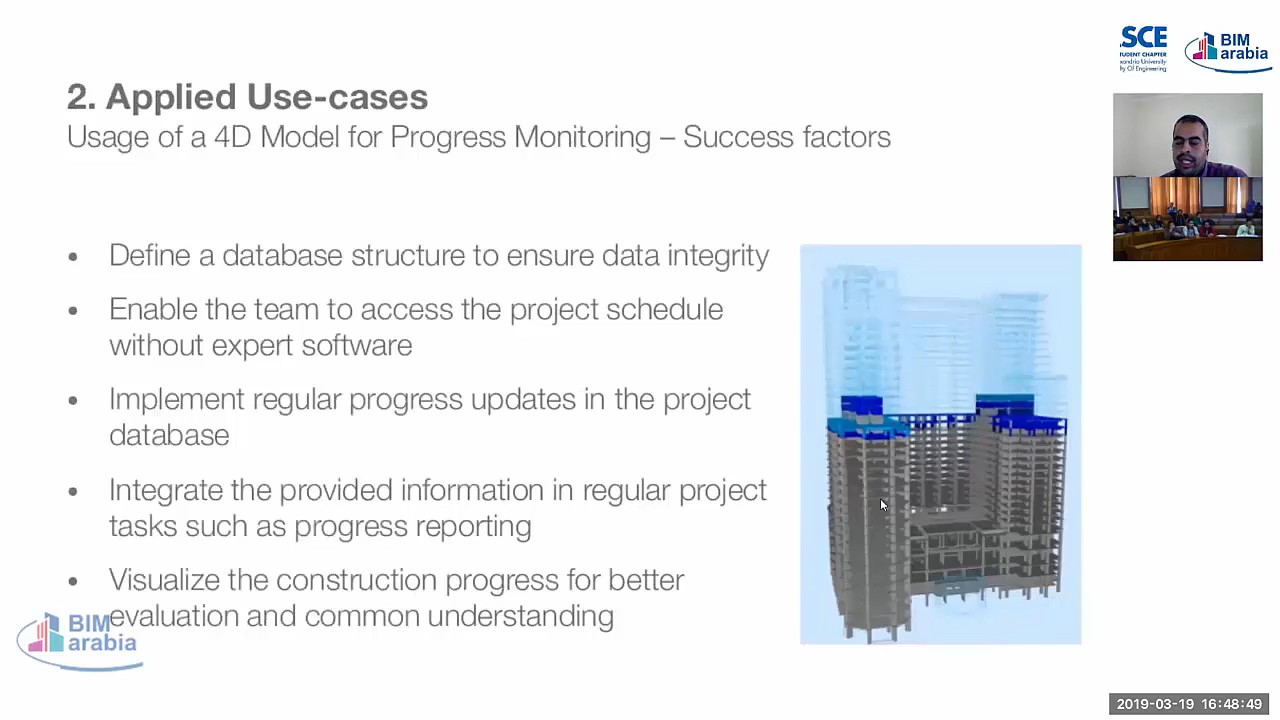 .SCE
TUDENT CHAPTER
xandria University
ty Of Engineering
BIM
arabia
2. Applied Use-cases
Usage of a 4D Model for Progress Monitoring – Success factors
• Define a database structure to ensure data integrity
• Enable the team to access the project schedule
without expert software
• Implement regular progress updates in the project
database
• Integrate the provided information in regular project
tasks such as progress reporting
• Visualize the construction progress for better
evaluation and common understanding
BIM
arabia
2019-03-19 16:48:49